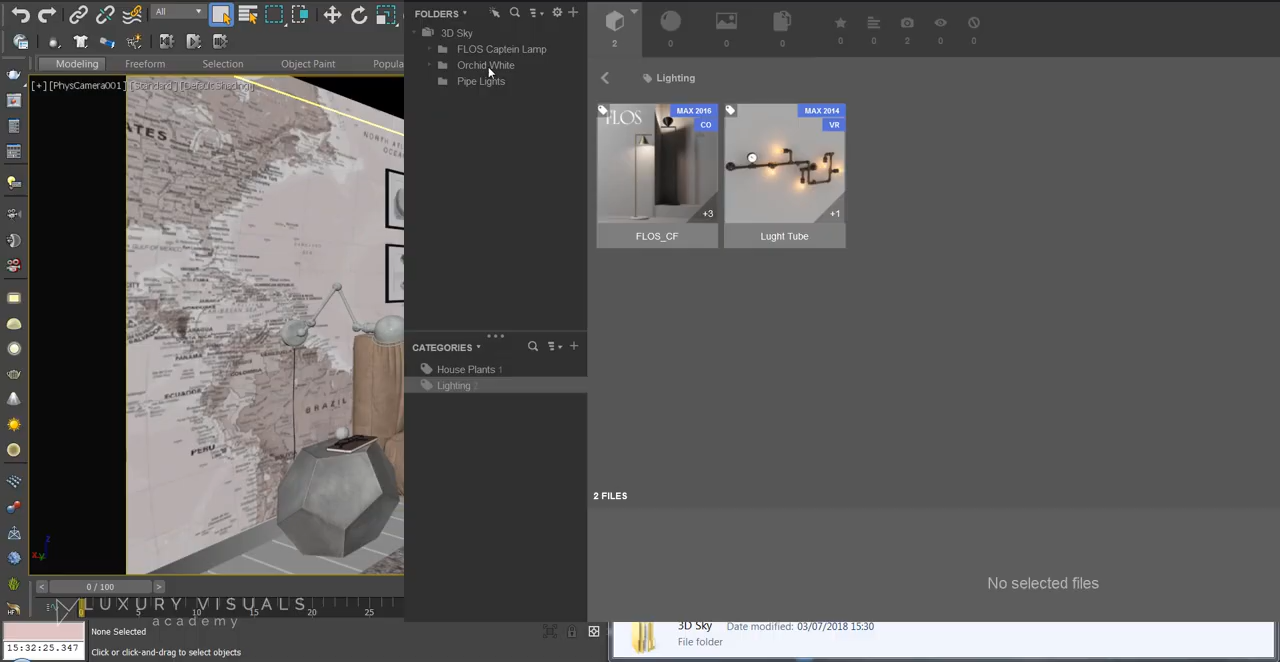 All
FOLDERS
3D Sky
FLOS Captein Lamp
Orchid White
Pipe Lights
2
0
0
0
0
0
2
0
0
Modeling
Freeform
Selection
Object Paint
Popula
[+] [PhysCamera001] [Standard] [Default Shading]
Lighting
FLOS
MAX 2016
CO
+3
FLOS_CF
MAX 2014
VR
+1
Lught Tube
ATES
BRAZIL
PERU
CATEGORIES
House Plants 1
Lighting 2
2 FILES
No selected files
0 / 100
5
10
15
20
25
LUXURY VISUALS
academy
None Selected
15:32:25.347
Click or click-and-drag to select objects
3D Sky
Date modified: 03/07/2018 15:30
File folder